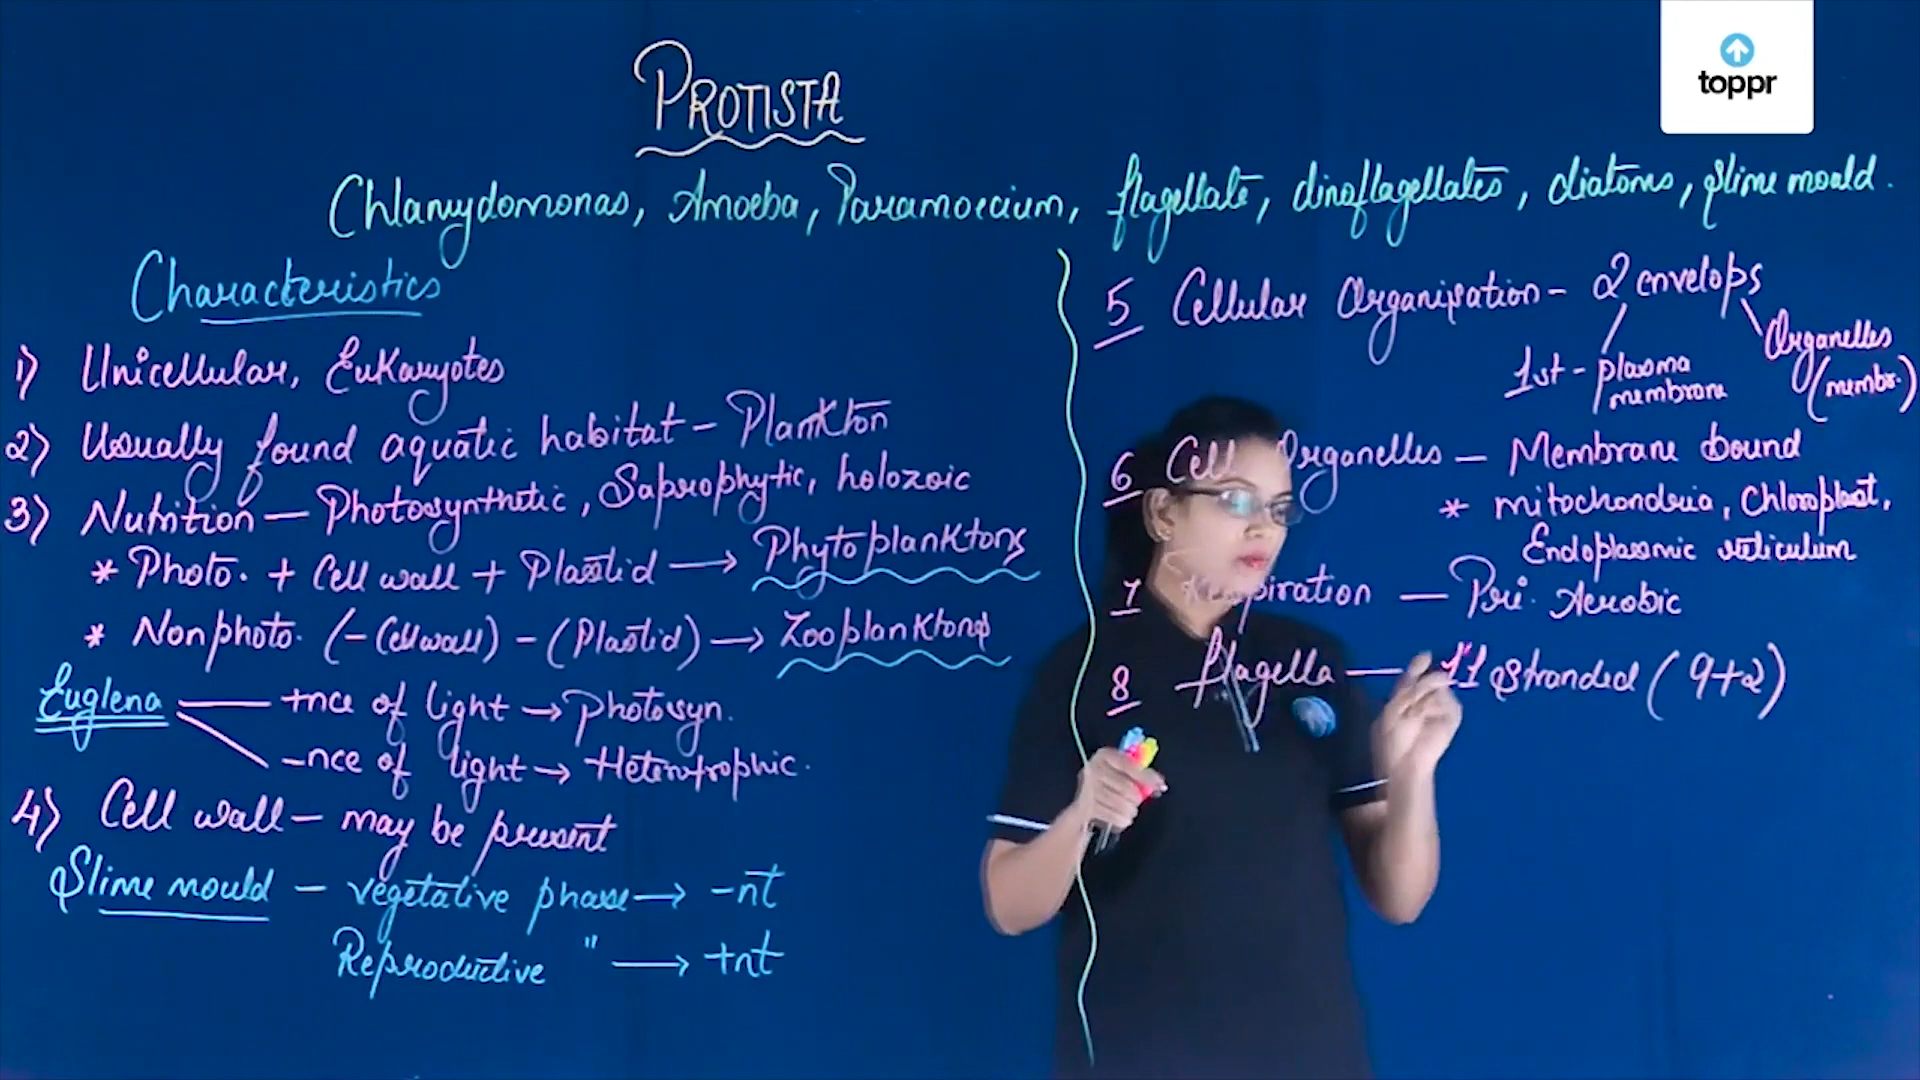 toppr
PROTISTA
Chlamydomonas, Amoeba, Paramoecium, flagellate, dinoflagellates, diatoms, Slime mould.
Characteristics
1) Unicellular, Eukaryotes
2) Usually found aquatic habitat - Plankton
3) Nutrition - Photosynthetic, Saprophytic, holozoic
* Photo. + Cell wall + Plastid → Phytoplanktons
* Nonphoto. (-Cellwall) - (Plastid) → Zooplanktons
Euglena
+nce of light → Photosyn.
-nce of light → Heterotrophic.
4) Cell wall - may be present
Slime mould - vegetative phase → -nt
Reproductive " → +nt
5 Cellular Organisation - 2 envelops
1st - plasma membrane
Organelles (membr.)
6 Cell Organelles - Membrane bound
* mitochondria, Chloroplast,
Endoplasmic reticulum
7 Respiration - Pri. Aerobic
8 flagella - 11 stranded (9+2)